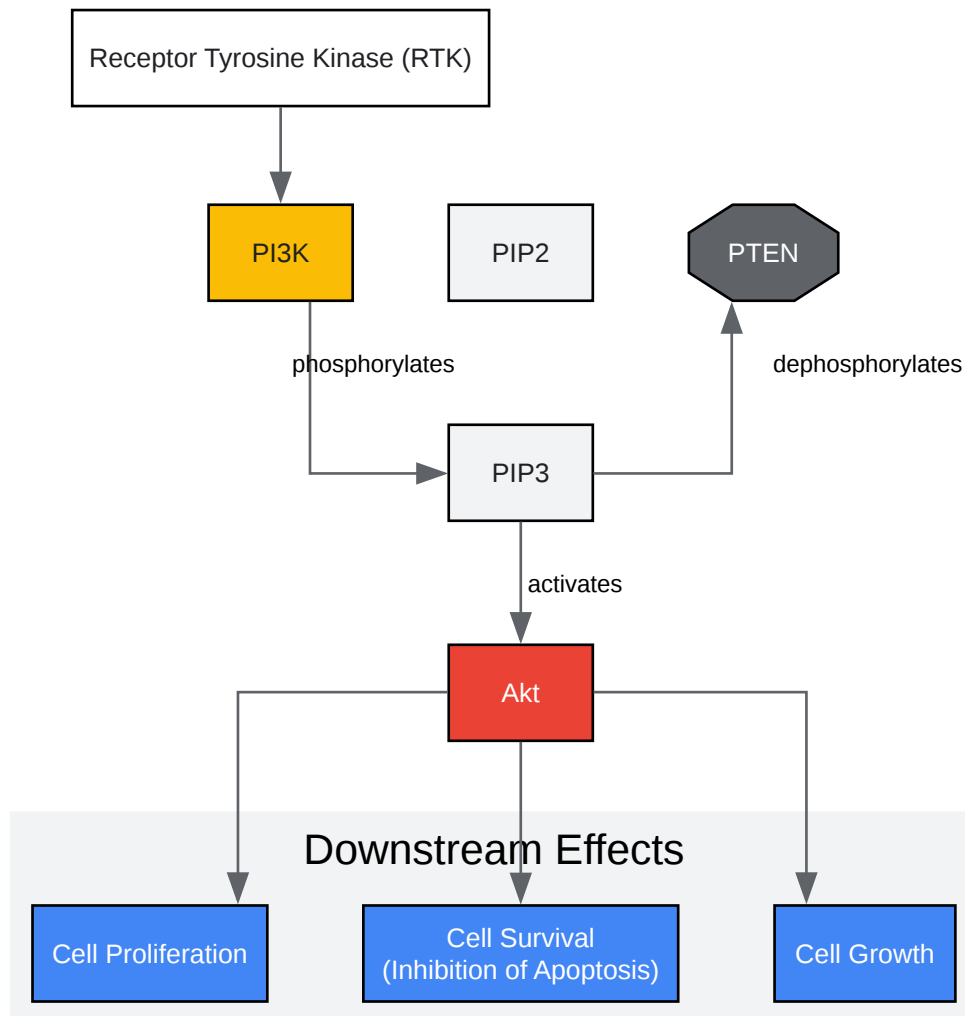 Receptor Tyrosine Kinase (RTK)
PI3K
PIP2
PTEN
phosphorylates
dephosphorylates
PIP3
activates
Akt
Downstream Effects
Cell Proliferation
Cell Survival
(Inhibition of Apoptosis)
Cell Growth